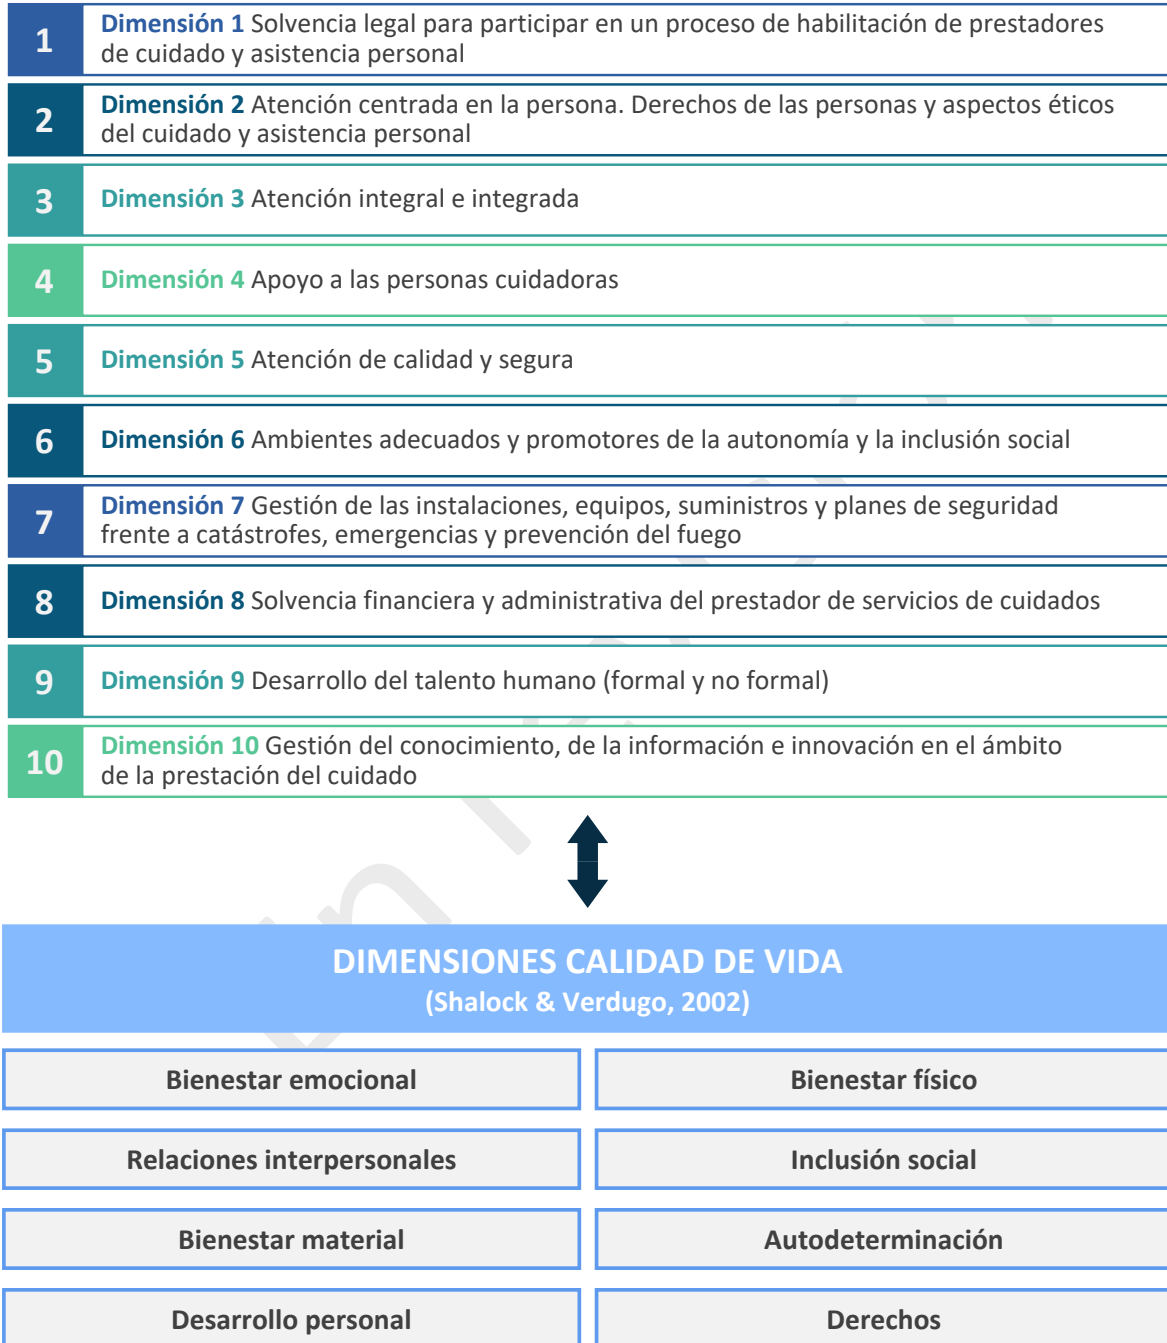 1
Dimensión 1 Solvencia legal para participar en un proceso de habilitación de prestadores
de cuidado y asistencia personal
2
Dimensión 2 Atención centrada en la persona. Derechos de las personas y aspectos éticos
del cuidado y asistencia personal
3
Dimensión 3 Atención integral e integrada
4
Dimensión 4 Apoyo a las personas cuidadoras
5
Dimensión 5 Atención de calidad y segura
6
Dimensión 6 Ambientes adecuados y promotores de la autonomía y la inclusión social
7
Dimensión 7 Gestión de las instalaciones, equipos, suministros y planes de seguridad
frente a catástrofes, emergencias y prevención del fuego
8
Dimensión 8 Solvencia financiera y administrativa del prestador de servicios de cuidados
9
Dimensión 9 Desarrollo del talento humano (formal y no formal)
10
Dimensión 10 Gestión del conocimiento, de la información e innovación en el ámbito
de la prestación del cuidado
DIMENSIONES CALIDAD DE VIDA
(Shalock & Verdugo, 2002)
Bienestar emocional
Bienestar físico
Relaciones interpersonales
Inclusión social
Bienestar material
Autodeterminación
Desarrollo personal
Derechos